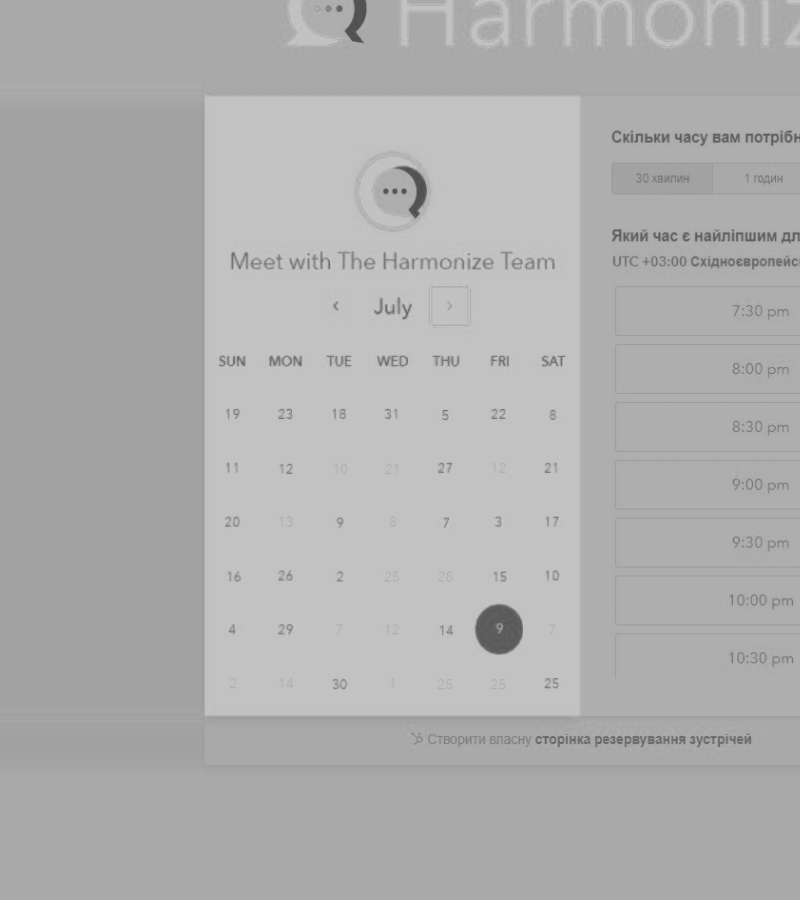 Harmoniz
Meet with The Harmonize Team
‹ July ›
SUN MON TUE WED THU FRI SAT
19 23 18 31 5 22 8
11 12 10 21 27 12 21
20 13 9 8 7 3 17
16 26 2 25 28 15 10
4 29 7 12 14 9 7
2 14 30 1 25 25 25
Скільки часу вам потрібн
30 хвилин 1 годин
Який час є найліпшим дл
UTC +03:00 Східноєвропейс
7:30 pm
8:00 pm
8:30 pm
9:00 pm
9:30 pm
10:00 pm
10:30 pm
Створити власну сторінка резервування зустрічей